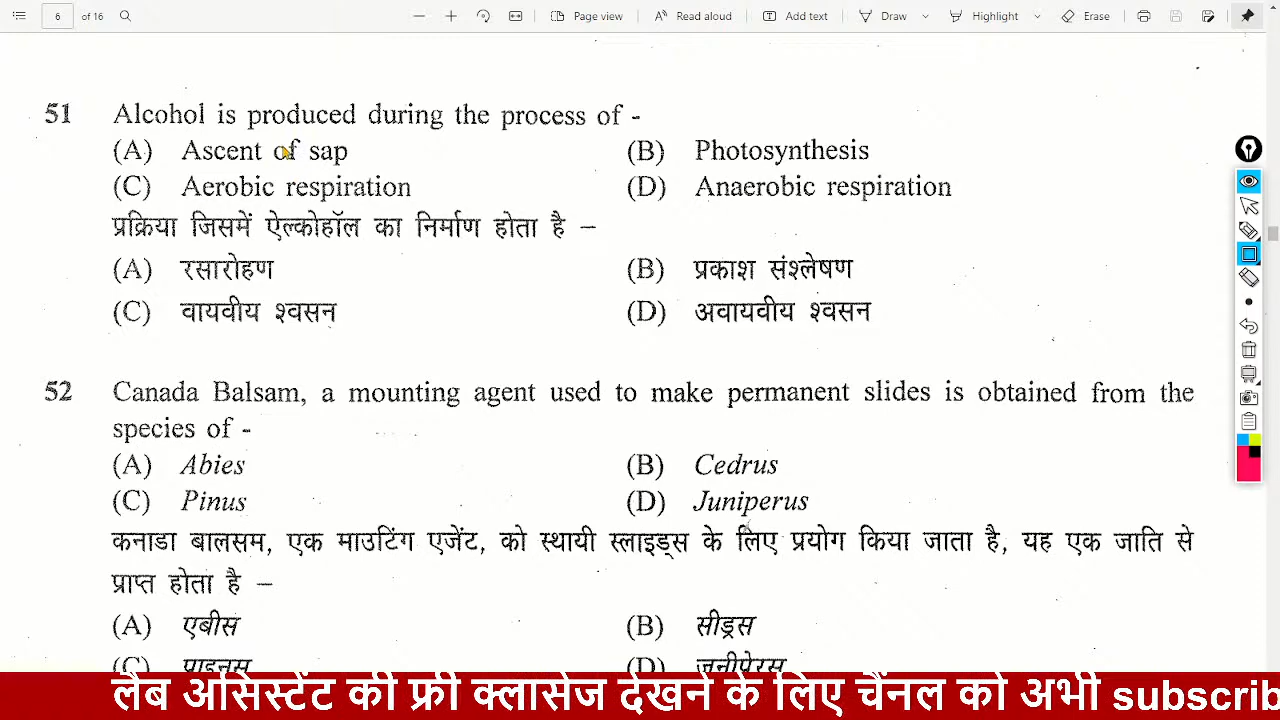 6 of 16 Page view Read aloud Add text Draw Highlight Erase
51 Alcohol is produced during the process of -
(A) Ascent of sap (B) Photosynthesis
(C) Aerobic respiration (D) Anaerobic respiration
प्रक्रिया जिसमें ऐल्कोहॉल का निर्माण होता है –
(A) रसारोहण (B) प्रकाश संश्लेषण
(C) वायवीय श्वसन (D) अवायवीय श्वसन
52 Canada Balsam, a mounting agent used to make permanent slides is obtained from the
species of -
(A) Abies (B) Cedrus
(C) Pinus (D) Juniperus
कनाडा बालसम, एक माउटिंग एजेंट, को स्थायी स्लाइड्स के लिए प्रयोग किया जाता है, यह एक जाति से
प्राप्त होता है –
(A) एबीस (B) सीड्रस
(C) पाइनस (D) जूनीपेरस
लैब असिस्टेंट की फ्री क्लासेज देखने के लिए चैंनल को अभी subscrib